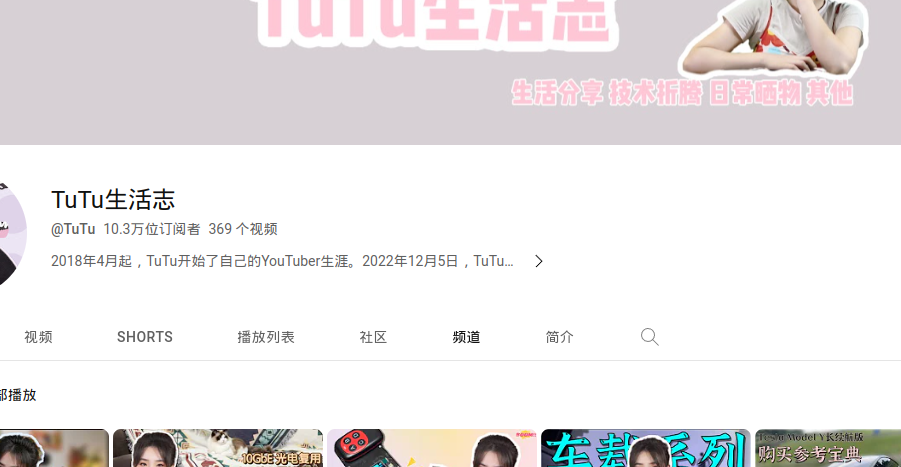 TuTu生活志
生活分享 技术折腾 日常晒物 其他
TuTu生活志
@TuTu 10.3万位订阅者 369 个视频
2018年4月起，TuTu开始了自己的YouTuber生涯。2022年12月5日，TuTu…
视频 SHORTS 播放列表 社区 频道 简介
部播放
10GbE 光电复用
车载系列
Tesla Model Y长续航版
购买参考宝典